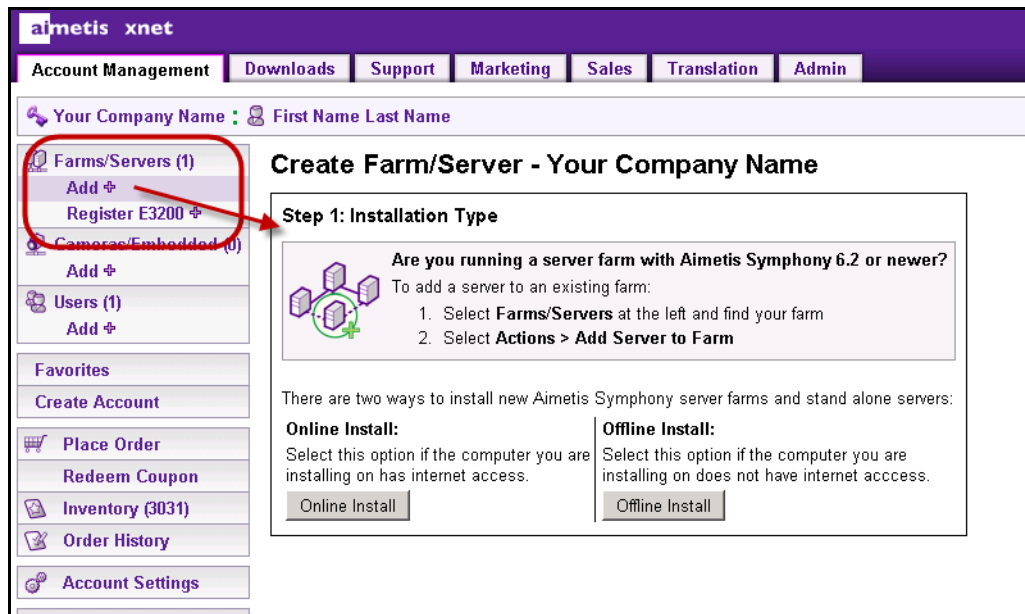 aimetis xnet
Account Management
Downloads
Support
Marketing
Sales
Translation
Admin
Your Company Name : First Name Last Name
Farms/Servers (1)
Add
Register E3200
Cameras/Embedded (0)
Add
Users (1)
Add
Favorites
Create Account
Place Order
Redeem Coupon
Inventory (3031)
Order History
Account Settings
Create Farm/Server - Your Company Name
Step 1: Installation Type
Are you running a server farm with Aimetis Symphony 6.2 or newer?
To add a server to an existing farm:
1. Select Farms/Servers at the left and find your farm
2. Select Actions > Add Server to Farm
There are two ways to install new Aimetis Symphony server farms and stand alone servers:
Online Install:
Select this option if the computer you are
installing on has internet access.
Online Install
Offline Install:
Select this option if the computer you are
installing on does not have internet acccess.
Offline Install